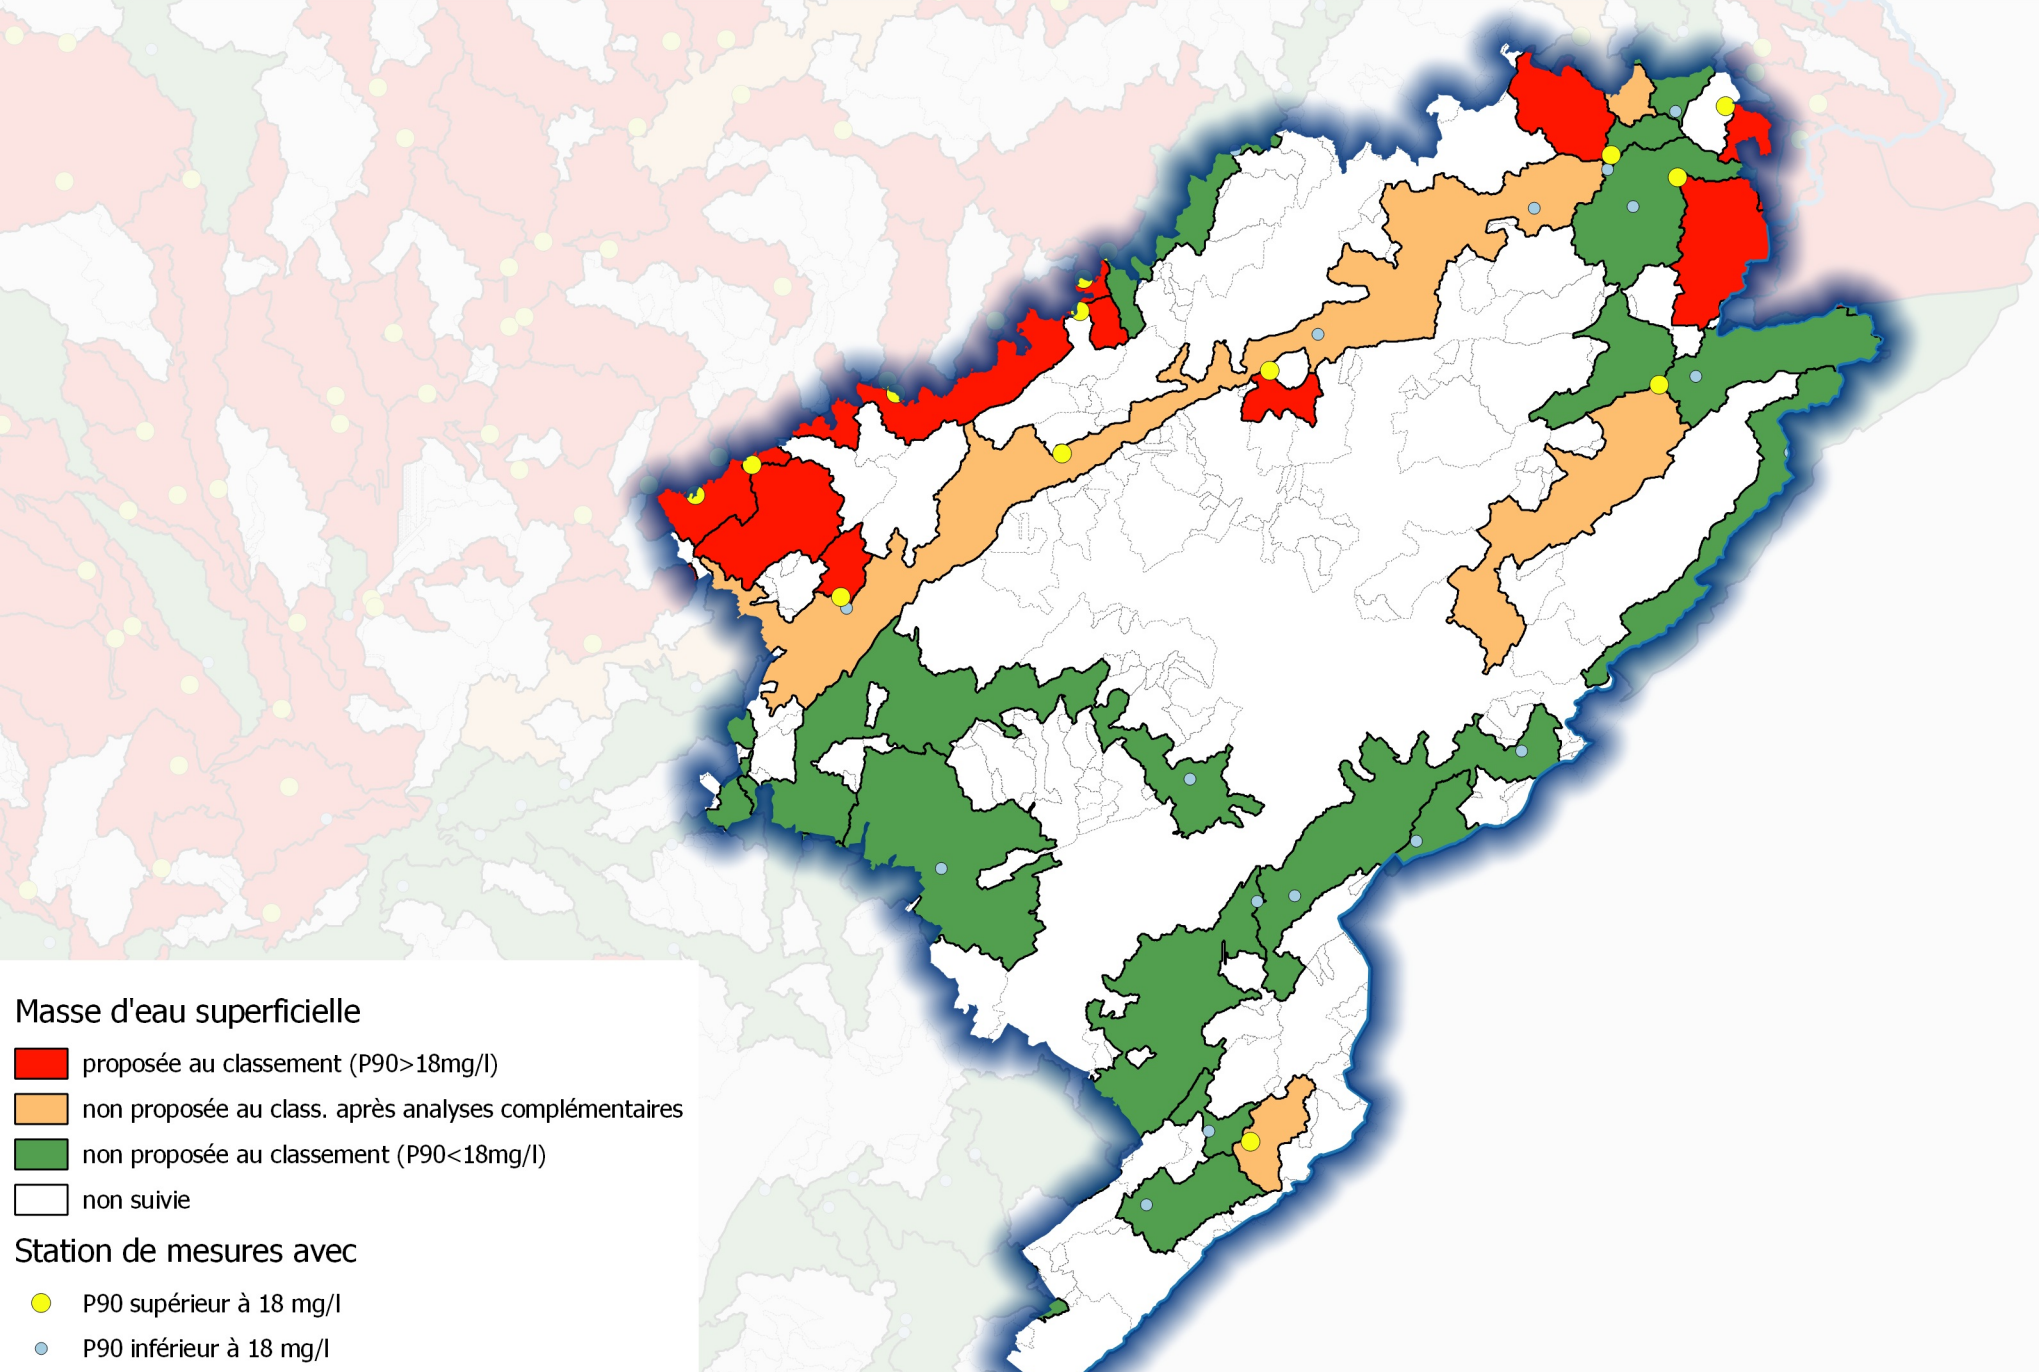 Masse d'eau superficielle
proposée au classement (P90>18mg/l)
non proposée au class. après analyses complémentaires
non proposée au classement (P90<18mg/l)
non suivie
Station de mesures avec
P90 supérieur à 18 mg/l
P90 inférieur à 18 mg/l